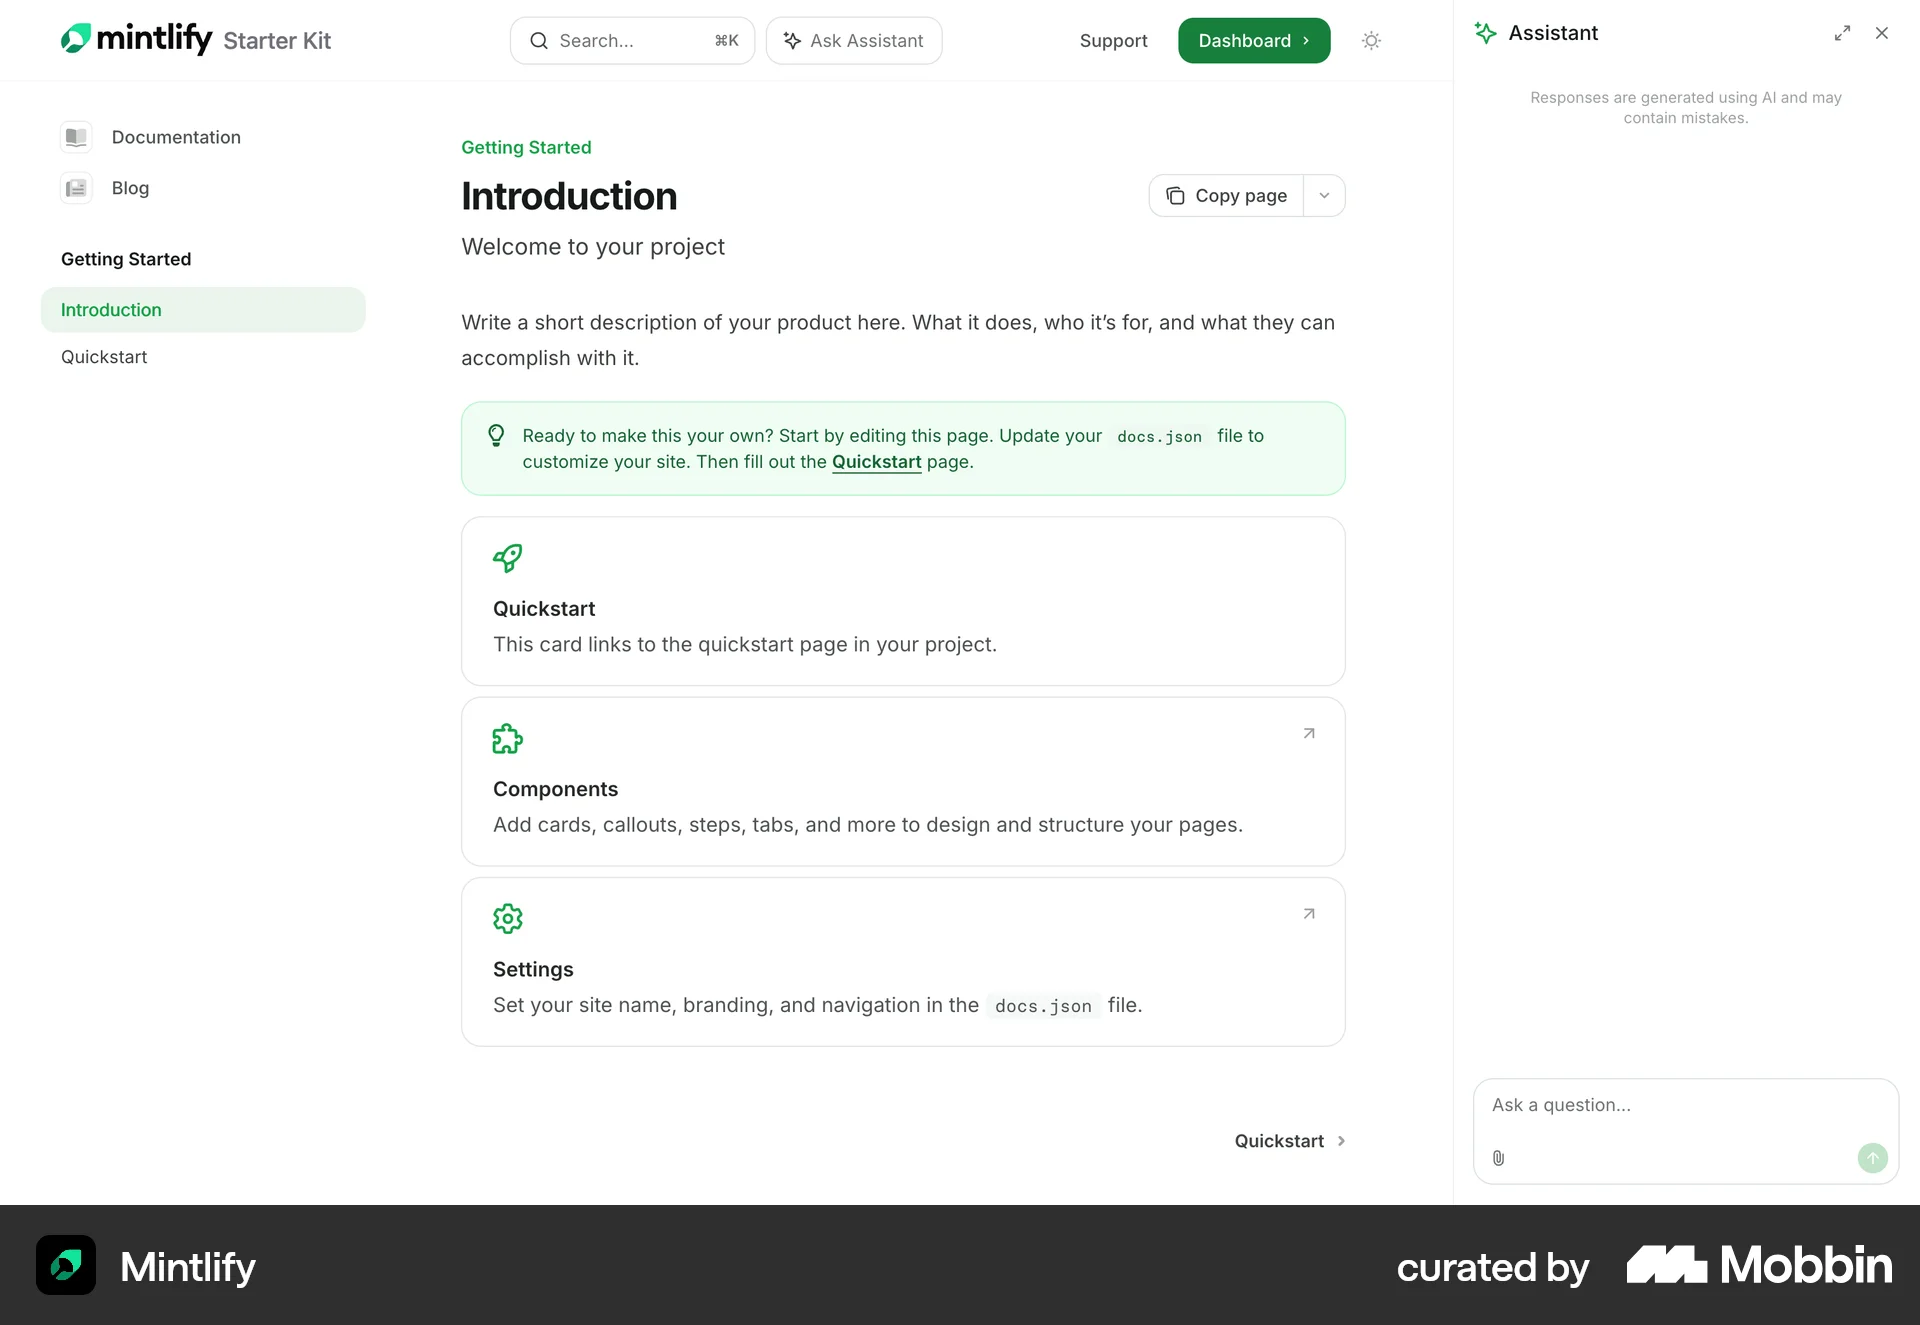 mintlify Starter Kit
Search...
⌘K
Ask Assistant
Support
Dashboard
Documentation
Blog
Getting Started
Introduction
Quickstart
Getting Started
Introduction
Copy page
Welcome to your project
Write a short description of your product here. What it does, who it’s for, and what they can
accomplish with it.
Ready to make this your own? Start by editing this page. Update your docs.json file to
customize your site. Then fill out the Quickstart page.
Quickstart
This card links to the quickstart page in your project.
Components
Add cards, callouts, steps, tabs, and more to design and structure your pages.
Settings
Set your site name, branding, and navigation in the docs.json file.
Quickstart
Assistant
Responses are generated using AI and may
contain mistakes.
Ask a question...
Mintlify
curated by Mobbin